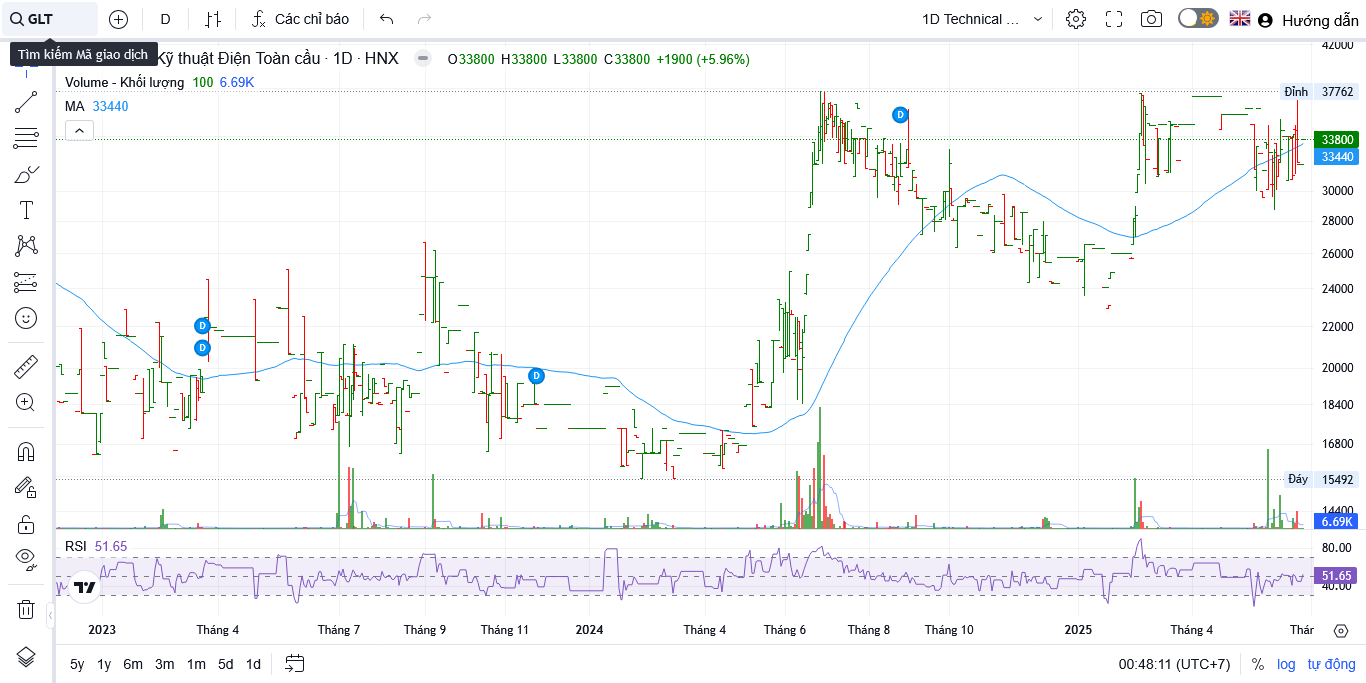 GLT
D
Các chỉ báo
1D Technical ...
Hướng dẫn
Tìm kiếm Mã giao dịch
Kỹ thuật Điện Toàn cầu · 1D · HNX
O33800 H33800 L33800 C33800 +1900 (+5.96%)
Volume - Khối lượng 100 6.69K
MA 33440
42000
Đỉnh 37762
33800
33440
30000
28000
26000
24000
22000
20000
18400
16800
Đáy 15492
14400
6.69K
D
D
D
D
RSI 51.65
80.00
51.65
40.00
2023
Tháng 4
Tháng 7
Tháng 9
Tháng 11
2024
Tháng 4
Tháng 6
Tháng 8
Tháng 10
2025
Tháng 4
Thár
5y 1y 6m 3m 1m 5d 1d
00:48:11 (UTC+7)
% log tự động